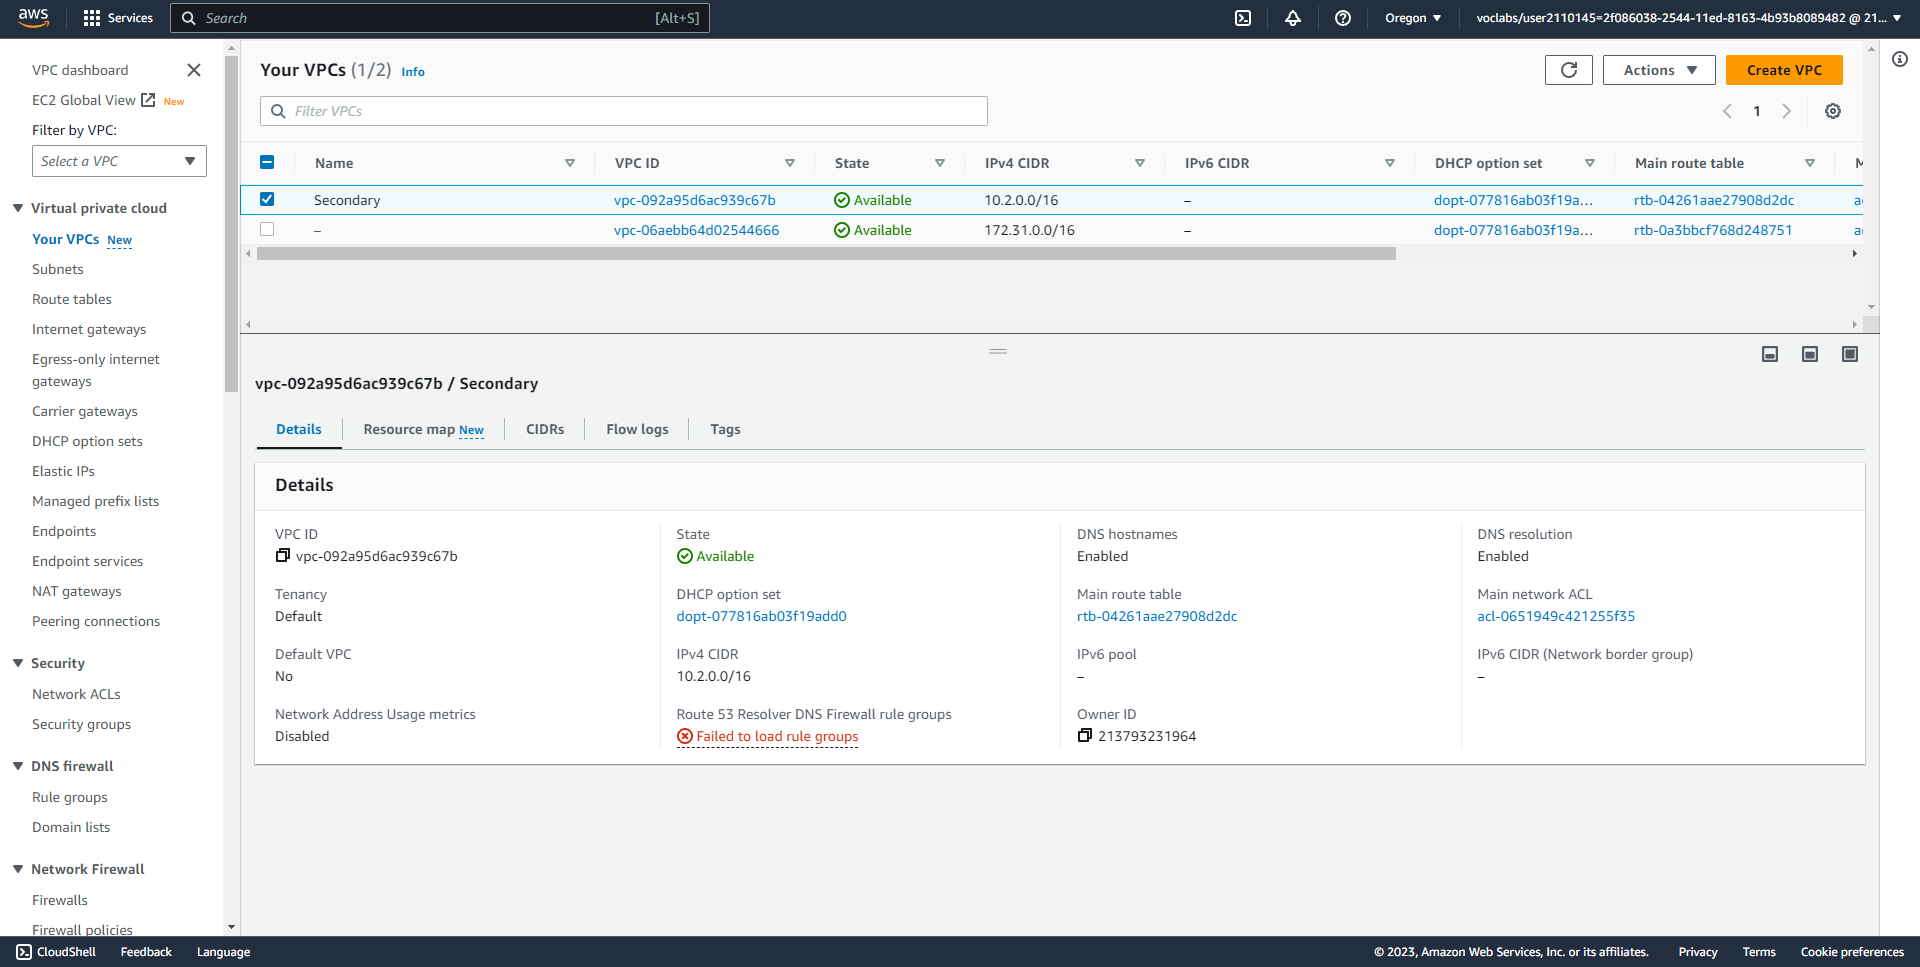 aws
Services
Search [Alt+S]
Oregon
voclabs/user2110145=2f086038-2544-11ed-8163-4b93b8089482 @ 21...
VPC dashboard
EC2 Global View New
Filter by VPC:
Select a VPC
Virtual private cloud
Your VPCs New
Subnets
Route tables
Internet gateways
Egress-only internet
gateways
Carrier gateways
DHCP option sets
Elastic IPs
Managed prefix lists
Endpoints
Endpoint services
NAT gateways
Peering connections
Security
Network ACLs
Security groups
DNS firewall
Rule groups
Domain lists
Network Firewall
Firewalls
Firewall policies
Your VPCs (1/2) Info
Actions
Create VPC
Filter VPCs
1
Name VPC ID State IPv4 CIDR IPv6 CIDR DHCP option set Main route table M
Secondary vpc-092a95d6ac939c67b Available 10.2.0.0/16 – dopt-077816ab03f19a... rtb-04261aae27908d2dc a
– vpc-06aebb64d02544666 Available 172.31.0.0/16 – dopt-077816ab03f19a... rtb-0a3bbcf768d248751 a
vpc-092a95d6ac939c67b / Secondary
Details Resource map New CIDRs Flow logs Tags
Details
VPC ID
vpc-092a95d6ac939c67b
State
Available
DNS hostnames
Enabled
DNS resolution
Enabled
Tenancy
Default
DHCP option set
dopt-077816ab03f19add0
Main route table
rtb-04261aae27908d2dc
Main network ACL
acl-0651949c421255f35
Default VPC
No
IPv4 CIDR
10.2.0.0/16
IPv6 pool
–
IPv6 CIDR (Network border group)
–
Network Address Usage metrics
Disabled
Route 53 Resolver DNS Firewall rule groups
Failed to load rule groups
Owner ID
213793231964
CloudShell Feedback Language
© 2023, Amazon Web Services, Inc. or its affiliates. Privacy Terms Cookie preferences